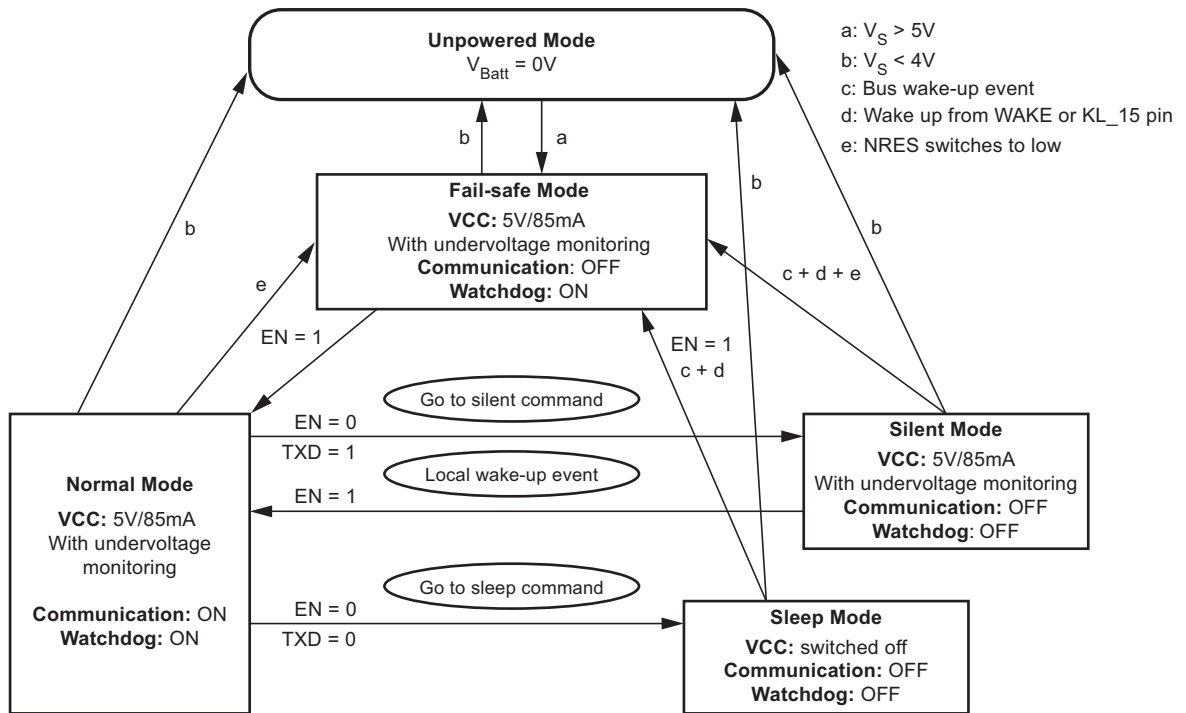 Unpowered Mode
V_Batt = 0V
a: V_S > 5V
b: V_S < 4V
c: Bus wake-up event
d: Wake up from WAKE or KL_15 pin
e: NRES switches to low
b
a
b
b
b
Fail-safe Mode
VCC: 5V/85mA
With undervoltage monitoring
Communication: OFF
Watchdog: ON
e
c + d + e
EN = 1
EN = 1
c + d
Go to silent command
EN = 0
TXD = 1
Local wake-up event
EN = 1
Silent Mode
VCC: 5V/85mA
With undervoltage monitoring
Communication: OFF
Watchdog: OFF
Normal Mode
VCC: 5V/85mA
With undervoltage
monitoring
Communication: ON
Watchdog: ON
Go to sleep command
EN = 0
TXD = 0
Sleep Mode
VCC: switched off
Communication: OFF
Watchdog: OFF